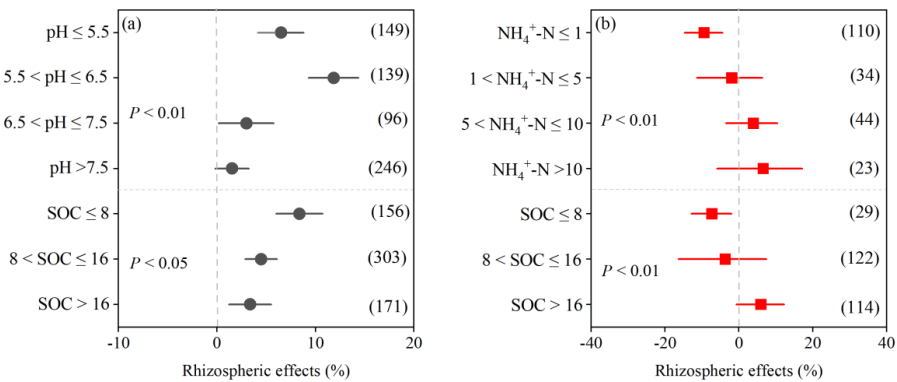 (a)
pH ≤ 5.5 (149)
5.5 < pH ≤ 6.5 (139)
P < 0.01
6.5 < pH ≤ 7.5 (96)
pH >7.5 (246)
SOC ≤ 8 (156)
8 < SOC ≤ 16 (303)
P < 0.05
SOC > 16 (171)
-10 0 10 20
Rhizospheric effects (%)
(b)
NH₄⁺-N ≤ 1 (110)
1 < NH₄⁺-N ≤ 5 (34)
5 < NH₄⁺-N ≤ 10 (44)
P < 0.01
NH₄⁺-N >10 (23)
SOC ≤ 8 (29)
8 < SOC ≤ 16 (122)
P < 0.01
SOC > 16 (114)
-40 -20 0 20 40
Rhizospheric effects (%)